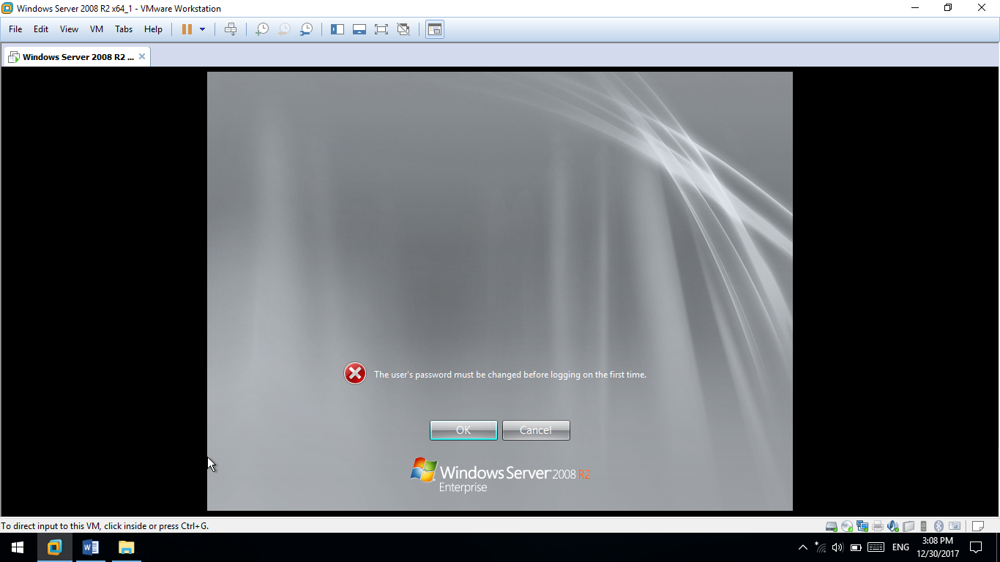 Windows Server 2008 R2 x64_1 - VMware Workstation
File Edit View VM Tabs Help
Windows Server 2008 R2 ...
The user's password must be changed before logging on the first time.
OK Cancel
Windows Server 2008 R2
Enterprise
To direct input to this VM, click inside or press Ctrl+G.
ENG
3:08 PM
12/30/2017